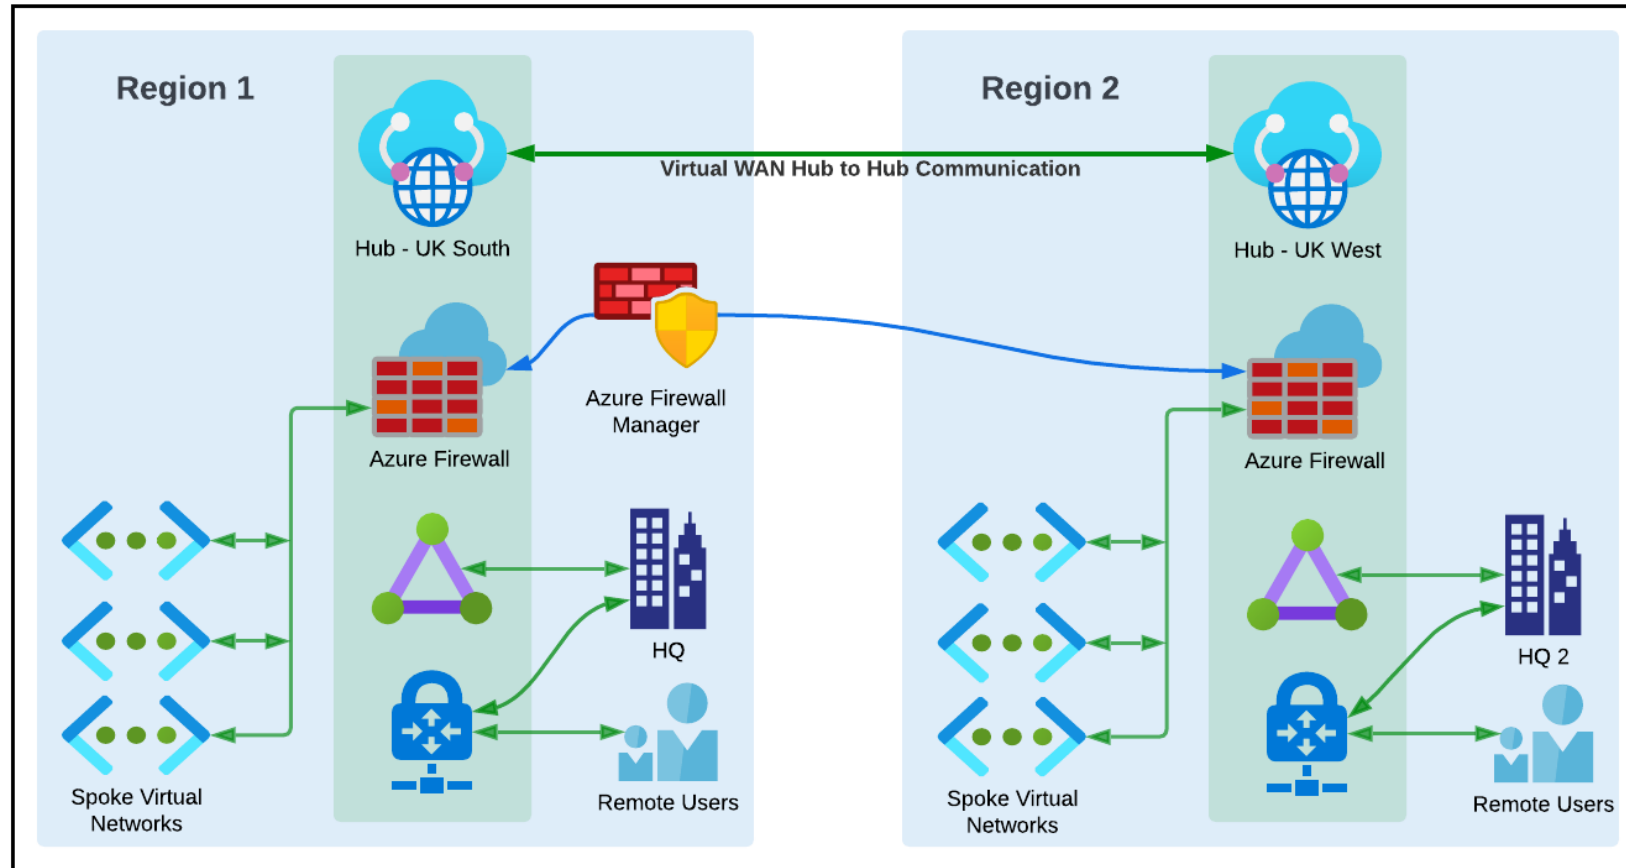 Region 1
Region 2
Virtual WAN Hub to Hub Communication
Hub - UK South
Hub - UK West
Azure Firewall
Manager
Azure Firewall
Azure Firewall
HQ
HQ 2
Spoke Virtual
Networks
Remote Users
Spoke Virtual
Networks
Remote Users